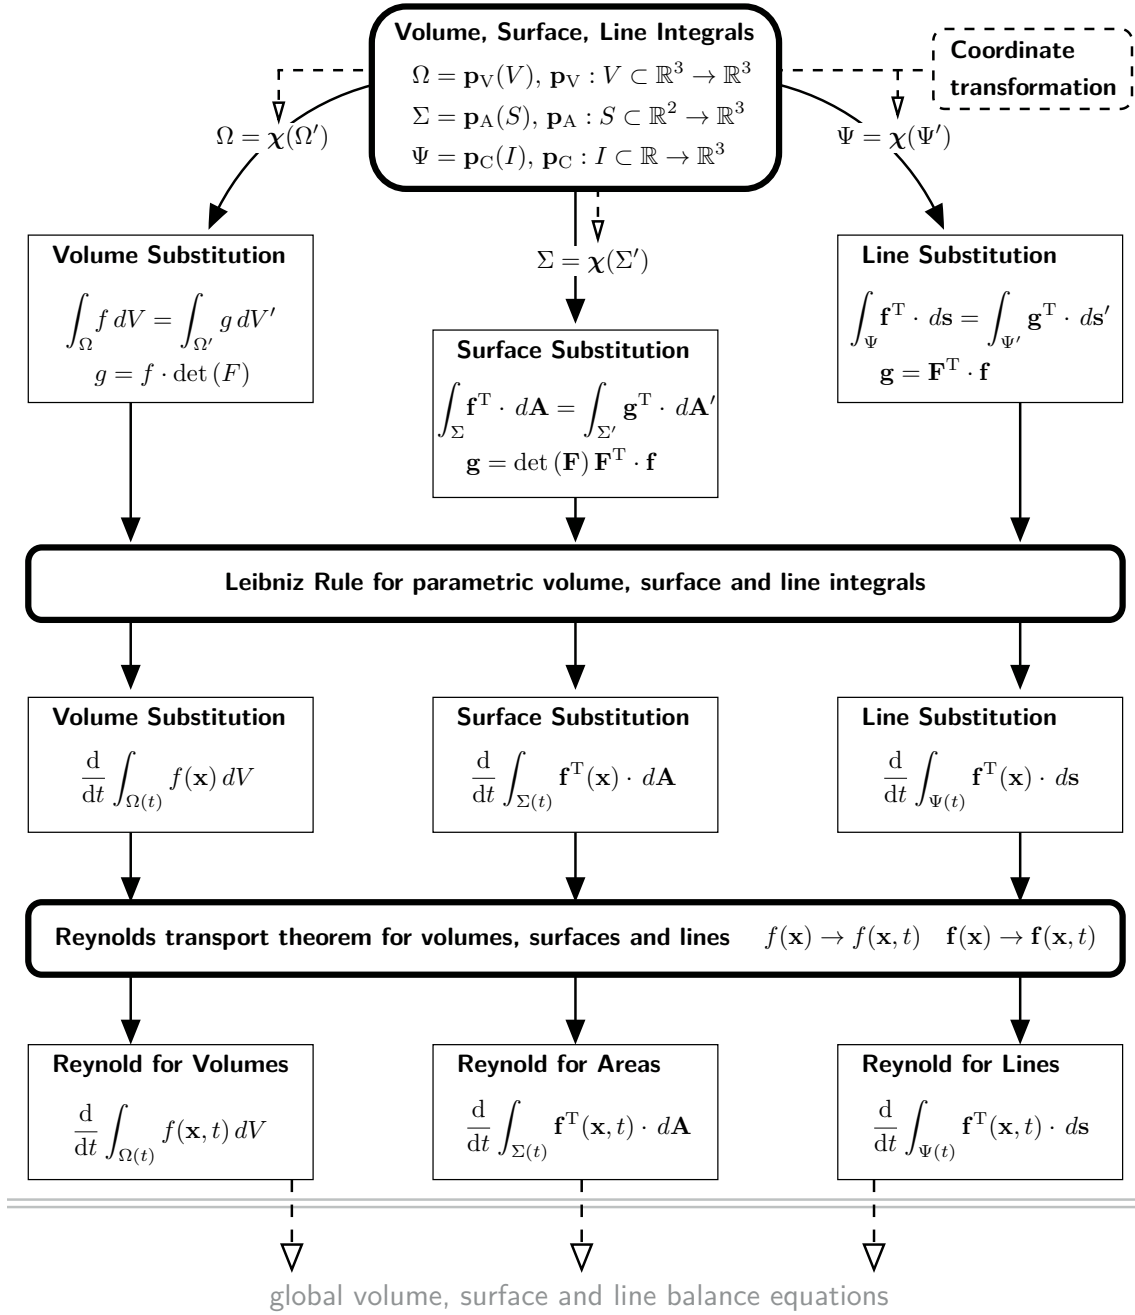 Volume, Surface, Line Integrals
Ω = p_V(V), p_V : V ⊂ ℝ³ → ℝ³
Σ = p_A(S), p_A : S ⊂ ℝ² → ℝ³
Ψ = p_C(I), p_C : I ⊂ ℝ → ℝ³
Coordinate
transformation
Ω = χ(Ω′)
Σ = χ(Σ′)
Ψ = χ(Ψ′)
Volume Substitution
∫_Ω f dV = ∫_Ω′ g dV′
g = f · det (F)
Surface Substitution
∫_Σ f^T · dA = ∫_Σ′ g^T · dA′
g = det (F) F^T · f
Line Substitution
∫_Ψ f^T · ds = ∫_Ψ′ g^T · ds′
g = F^T · f
Leibniz Rule for parametric volume, surface and line integrals
Volume Substitution
d/dt ∫_Ω(t) f(x) dV
Surface Substitution
d/dt ∫_Σ(t) f^T(x) · dA
Line Substitution
d/dt ∫_Ψ(t) f^T(x) · ds
Reynolds transport theorem for volumes, surfaces and lines f(x) → f(x, t) f(x) → f(x, t)
Reynold for Volumes
d/dt ∫_Ω(t) f(x, t) dV
Reynold for Areas
d/dt ∫_Σ(t) f^T(x, t) · dA
Reynold for Lines
d/dt ∫_Ψ(t) f^T(x, t) · ds
global volume, surface and line balance equations